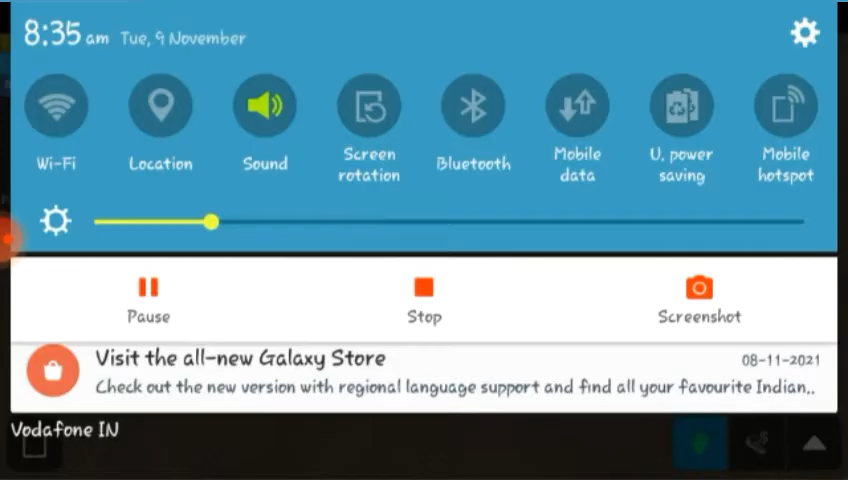 8:35 am Tue, 9 November
Wi-Fi
Location
Sound
Screen
rotation
Bluetooth
Mobile
data
U. power
saving
Mobile
hotspot
Pause
Stop
Screenshot
Visit the all-new Galaxy Store 08-11-2021
Check out the new version with regional language support and find all your favourite Indian..
Vodafone IN